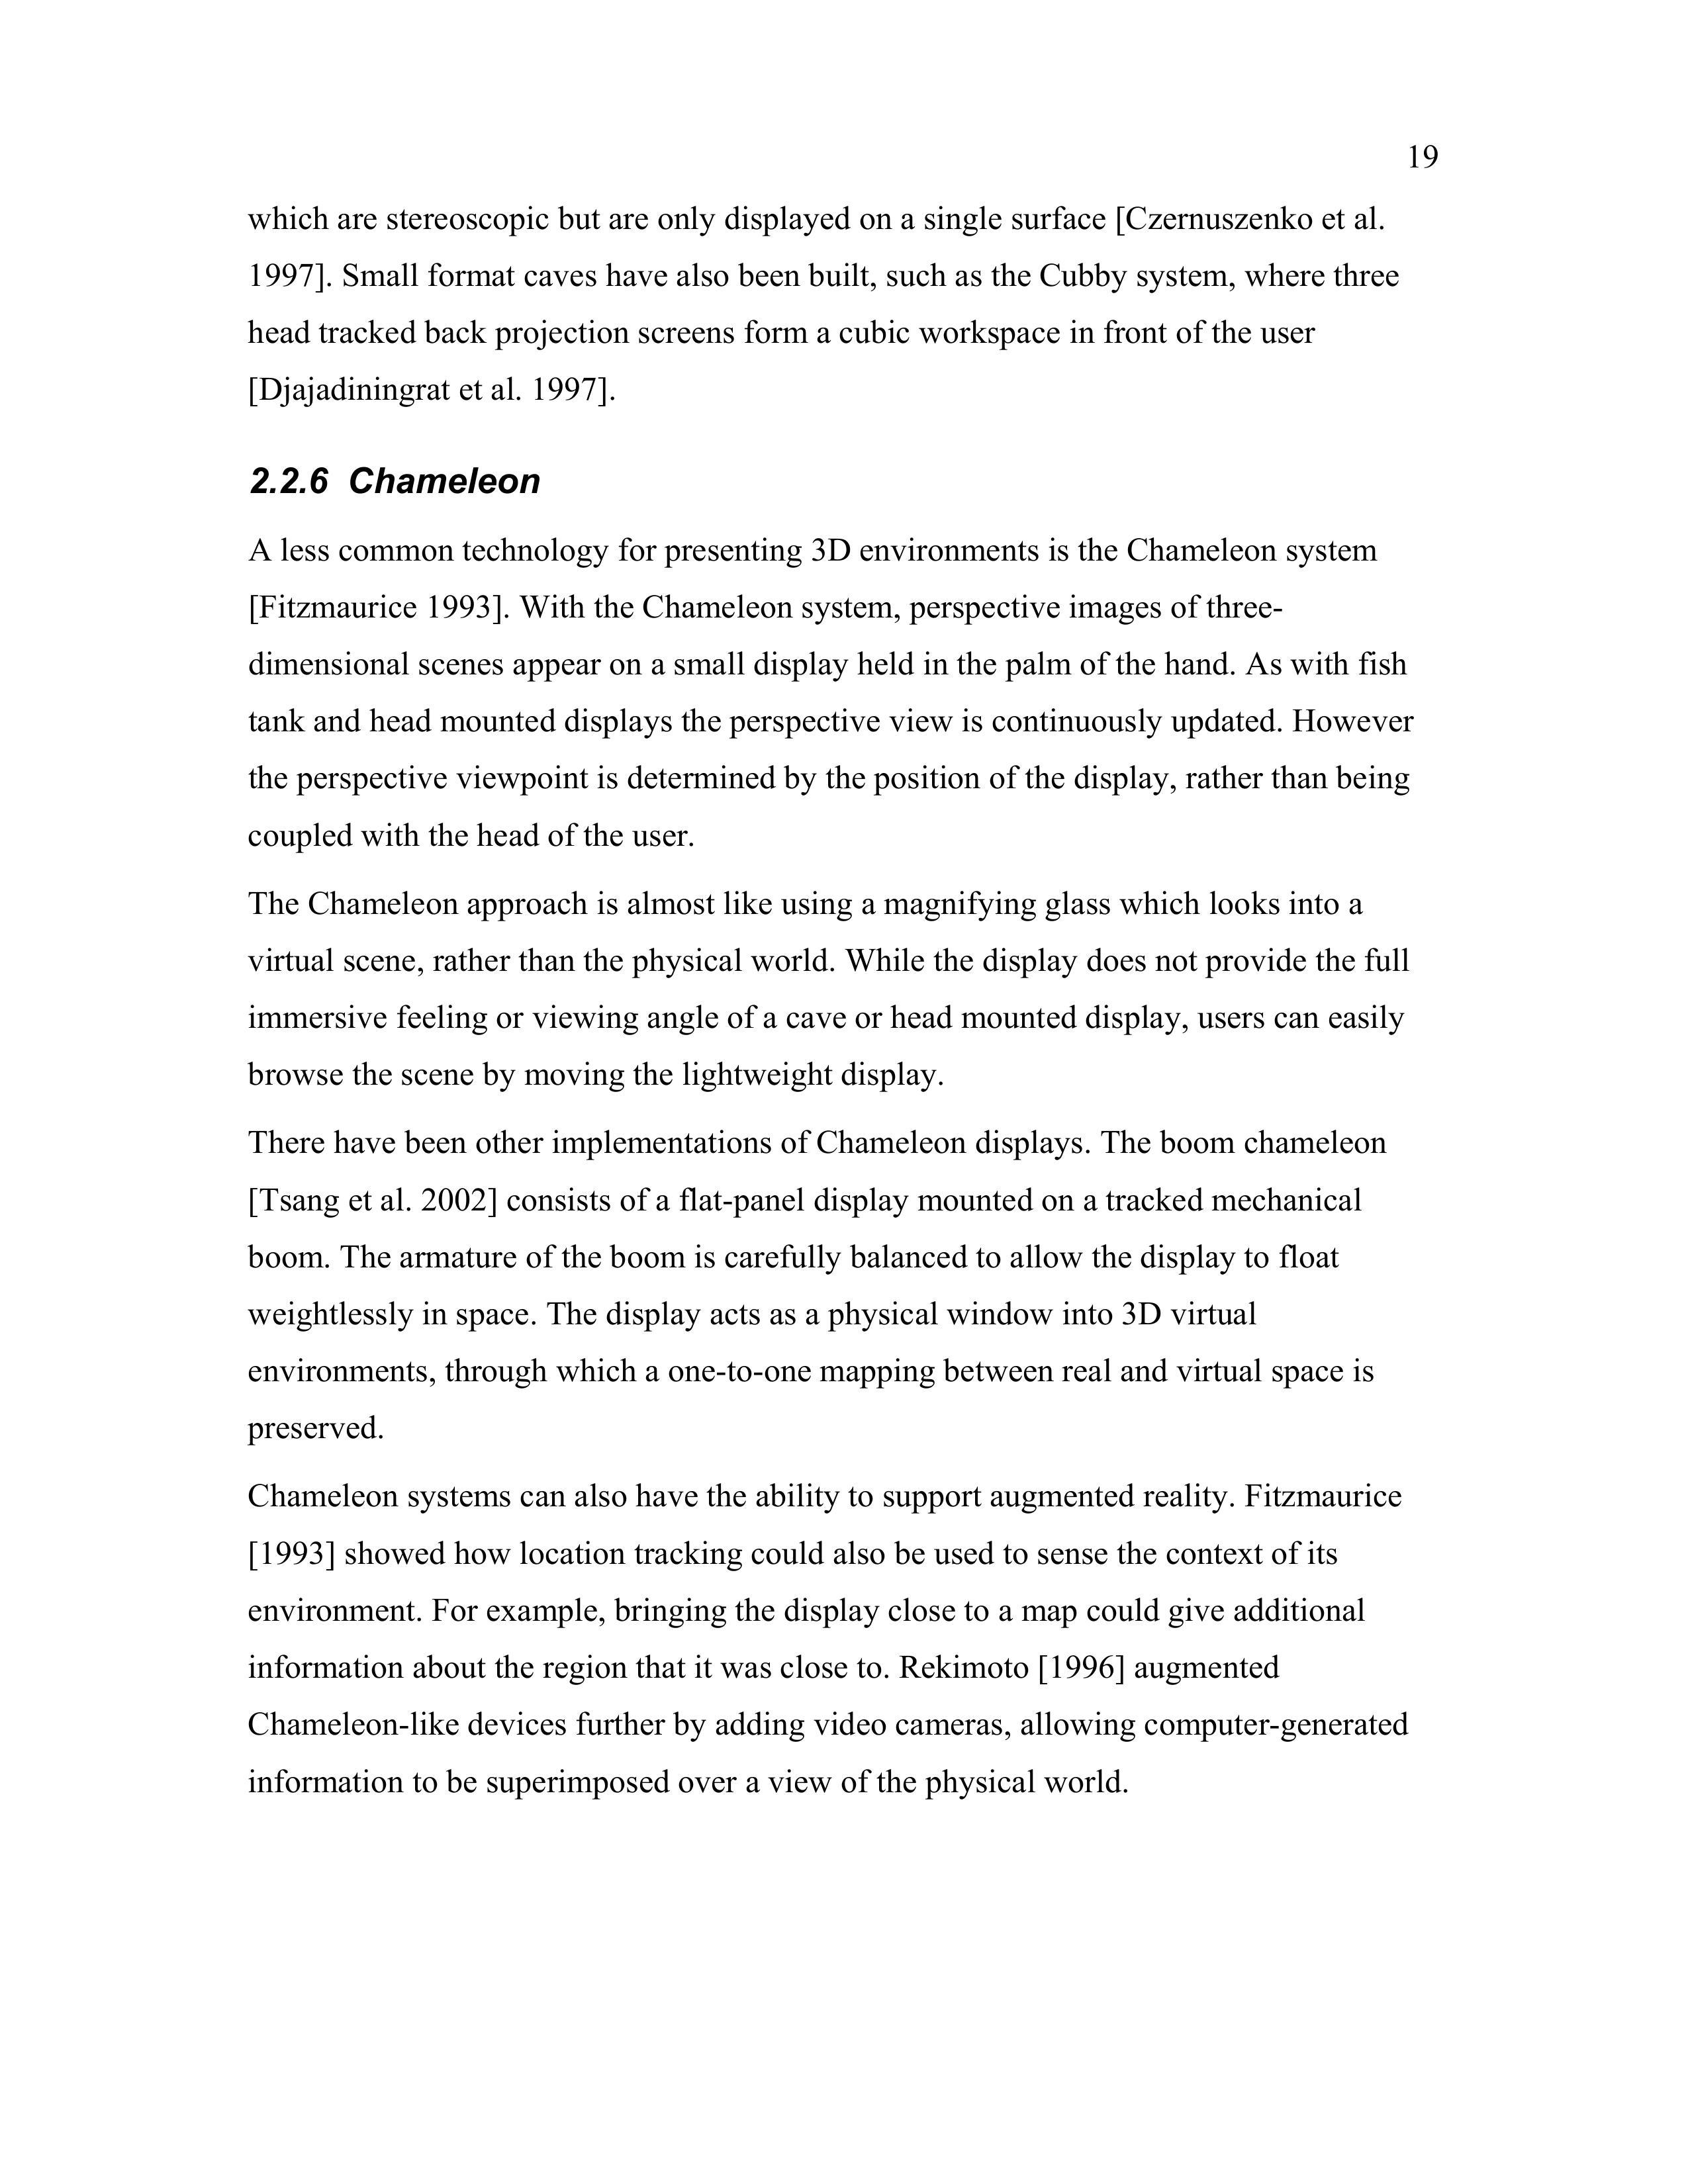 19
which are stereoscopic but are only displayed on a single surface [Czernuszenko et al.
1997]. Small format caves have also been built, such as the Cubby system, where three
head tracked back projection screens form a cubic workspace in front of the user
[Djajadiningrat et al. 1997].
2.2.6 Chameleon
A less common technology for presenting 3D environments is the Chameleon system
[Fitzmaurice 1993]. With the Chameleon system, perspective images of three-
dimensional scenes appear on a small display held in the palm of the hand. As with fish
tank and head mounted displays the perspective view is continuously updated. However
the perspective viewpoint is determined by the position of the display, rather than being
coupled with the head of the user.
The Chameleon approach is almost like using a magnifying glass which looks into a
virtual scene, rather than the physical world. While the display does not provide the full
immersive feeling or viewing angle of a cave or head mounted display, users can easily
browse the scene by moving the lightweight display.
There have been other implementations of Chameleon displays. The boom chameleon
[Tsang et al. 2002] consists of a flat-panel display mounted on a tracked mechanical
boom. The armature of the boom is carefully balanced to allow the display to float
weightlessly in space. The display acts as a physical window into 3D virtual
environments, through which a one-to-one mapping between real and virtual space is
preserved.
Chameleon systems can also have the ability to support augmented reality. Fitzmaurice
[1993] showed how location tracking could also be used to sense the context of its
environment. For example, bringing the display close to a map could give additional
information about the region that it was close to. Rekimoto [1996] augmented
Chameleon-like devices further by adding video cameras, allowing computer-generated
information to be superimposed over a view of the physical world.